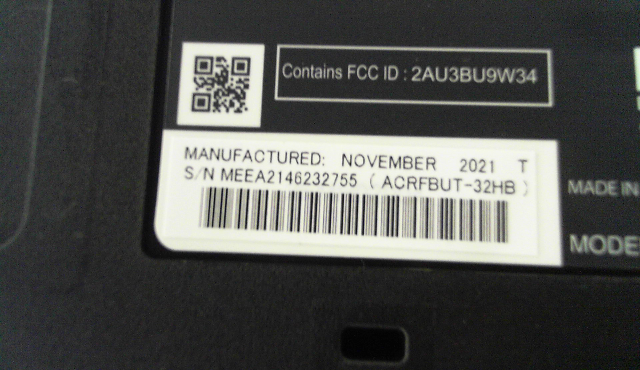 Contains FCC ID : 2AU3BU9W34
MANUFACTURED: NOVEMBER 2021 T
S/N MEEA2146232755 ( ACRFBUT-32HB )
MADE IN
MODE